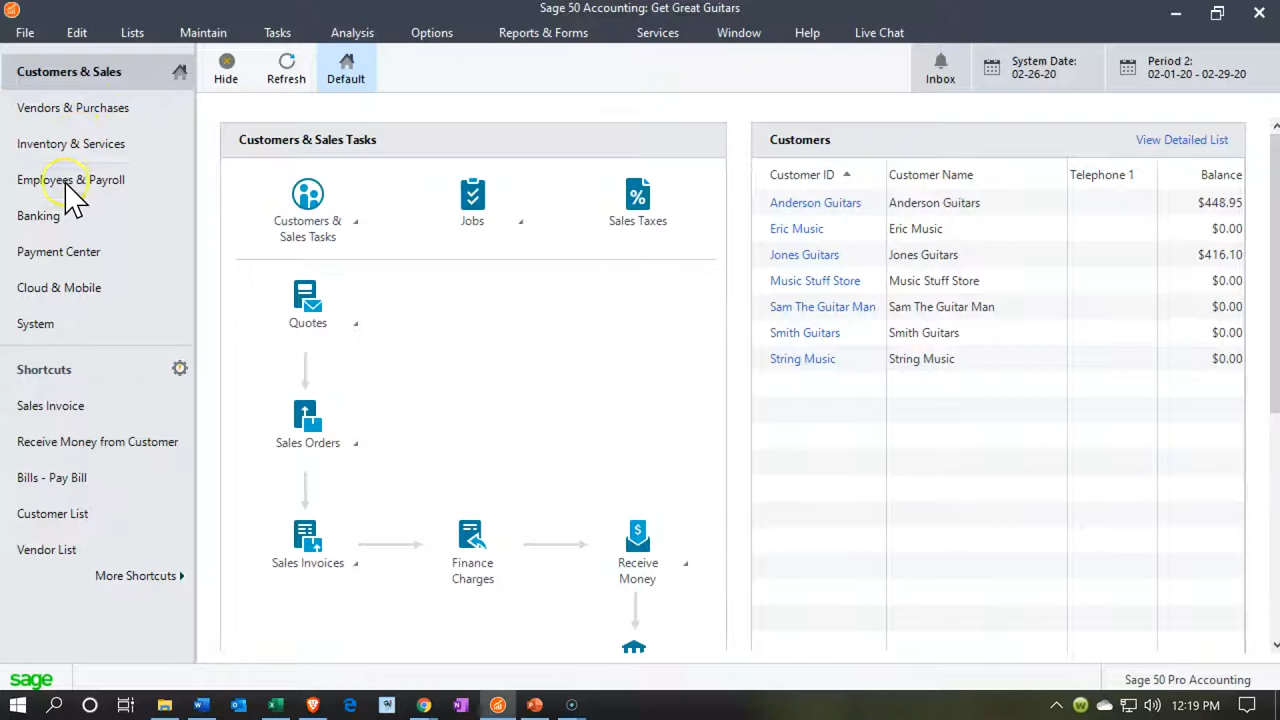 Sage 50 Accounting: Get Great Guitars
File Edit Lists Maintain Tasks Analysis Options Reports & Forms Services Window Help Live Chat
Customers & Sales
Vendors & Purchases
Inventory & Services
Employees & Payroll
Banking
Payment Center
Cloud & Mobile
System
Shortcuts
Sales Invoice
Receive Money from Customer
Bills - Pay Bill
Customer List
Vendor List
More Shortcuts
Hide Refresh Default
Inbox
System Date:
02-26-20
Period 2:
02-01-20 - 02-29-20
Customers & Sales Tasks
Customers &
Sales Tasks
Jobs
Sales Taxes
Quotes
Sales Orders
Sales Invoices
Finance
Charges
Receive
Money
Customers View Detailed List
Customer ID Customer Name Telephone 1 Balance
Anderson Guitars Anderson Guitars $448.95
Eric Music Eric Music $0.00
Jones Guitars Jones Guitars $416.10
Music Stuff Store Music Stuff Store $0.00
Sam The Guitar Man Sam The Guitar Man $0.00
Smith Guitars Smith Guitars $0.00
String Music String Music $0.00
sage
Sage 50 Pro Accounting
12:19 PM